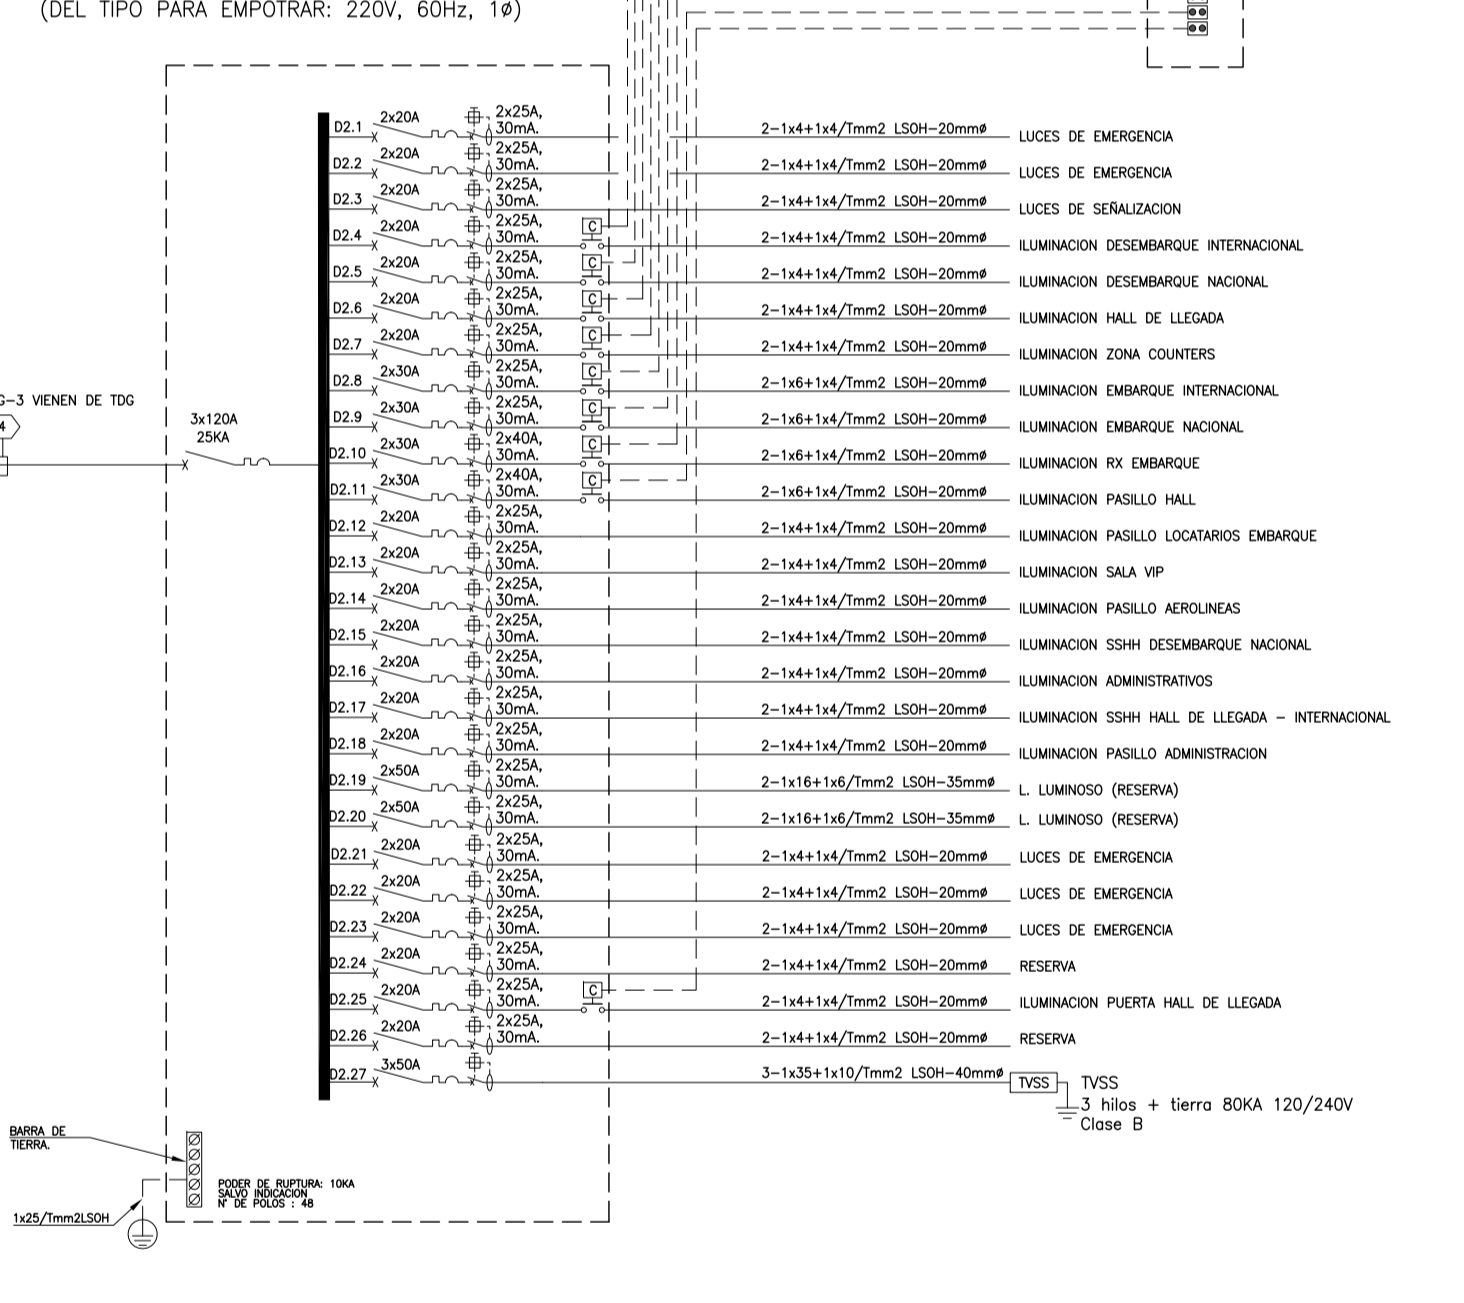 (DEL TIPO PARA EMPOTRAR: 220V, 60Hz, 1ø)
D2.1 2x20A 2x25A, 30mA. 2-1x4+1x4/Tmm2 LSOH-20mmø LUCES DE EMERGENCIA
D2.2 2x20A 2x25A, 30mA. 2-1x4+1x4/Tmm2 LSOH-20mmø LUCES DE EMERGENCIA
D2.3 2x20A 2x25A, 30mA. 2-1x4+1x4/Tmm2 LSOH-20mmø LUCES DE SEÑALIZACION
D2.4 2x20A 2x25A, 30mA. C 2-1x4+1x4/Tmm2 LSOH-20mmø ILUMINACION DESEMBARQUE INTERNACIONAL
D2.5 2x20A 2x25A, 30mA. C 2-1x4+1x4/Tmm2 LSOH-20mmø ILUMINACION DESEMBARQUE NACIONAL
D2.6 2x20A 2x25A, 30mA. C 2-1x4+1x4/Tmm2 LSOH-20mmø ILUMINACION HALL DE LLEGADA
D2.7 2x20A 2x25A, 30mA. C 2-1x4+1x4/Tmm2 LSOH-20mmø ILUMINACION ZONA COUNTERS
D2.8 2x30A 2x25A, 30mA. C 2-1x6+1x4/Tmm2 LSOH-20mmø ILUMINACION EMBARQUE INTERNACIONAL
D2.9 2x30A 2x25A, 30mA. C 2-1x6+1x4/Tmm2 LSOH-20mmø ILUMINACION EMBARQUE NACIONAL
D2.10 2x30A 2x40A, 30mA. C 2-1x6+1x4/Tmm2 LSOH-20mmø ILUMINACION RX EMBARQUE
D2.11 2x30A 2x40A, 30mA. C 2-1x6+1x4/Tmm2 LSOH-20mmø ILUMINACION PASILLO HALL
D2.12 2x20A 2x25A, 30mA. 2-1x4+1x4/Tmm2 LSOH-20mmø ILUMINACION PASILLO LOCATARIOS EMBARQUE
D2.13 2x20A 2x25A, 30mA. 2-1x4+1x4/Tmm2 LSOH-20mmø ILUMINACION SALA VIP
D2.14 2x20A 2x25A, 30mA. 2-1x4+1x4/Tmm2 LSOH-20mmø ILUMINACION PASILLO AEROLINEAS
D2.15 2x20A 2x25A, 30mA. 2-1x4+1x4/Tmm2 LSOH-20mmø ILUMINACION SSHH DESEMBARQUE NACIONAL
D2.16 2x20A 2x25A, 30mA. 2-1x4+1x4/Tmm2 LSOH-20mmø ILUMINACION ADMINISTRATIVOS
D2.17 2x20A 2x25A, 30mA. 2-1x4+1x4/Tmm2 LSOH-20mmø ILUMINACION SSHH HALL DE LLEGADA - INTERNACIONAL
D2.18 2x20A 2x25A, 30mA. 2-1x4+1x4/Tmm2 LSOH-20mmø ILUMINACION PASILLO ADMINISTRACION
D2.19 2x50A 2x25A, 30mA. 2-1x16+1x6/Tmm2 LSOH-35mmø L. LUMINOSO (RESERVA)
D2.20 2x50A 2x25A, 30mA. 2-1x16+1x6/Tmm2 LSOH-35mmø L. LUMINOSO (RESERVA)
D2.21 2x20A 2x25A, 30mA. 2-1x4+1x4/Tmm2 LSOH-20mmø LUCES DE EMERGENCIA
D2.22 2x20A 2x25A, 30mA. 2-1x4+1x4/Tmm2 LSOH-20mmø LUCES DE EMERGENCIA
D2.23 2x20A 2x25A, 30mA. 2-1x4+1x4/Tmm2 LSOH-20mmø LUCES DE EMERGENCIA
D2.24 2x20A 2x25A, 30mA. 2-1x4+1x4/Tmm2 LSOH-20mmø RESERVA
D2.25 2x20A 2x25A, 30mA. C 2-1x4+1x4/Tmm2 LSOH-20mmø ILUMINACION PUERTA HALL DE LLEGADA
D2.26 2x20A 2x25A, 30mA. 2-1x4+1x4/Tmm2 LSOH-20mmø RESERVA
D2.27 3x50A 3-1x35+1x10/Tmm2 LSOH-40mmø TVSS TVSS
3 hilos + tierra 80KA 120/240V
Clase B
G-3 VIENEN DE TDG
4
3x120A
25KA
BARRA DE
TIERRA.
PODER DE RUPTURA: 10KA
SALVO INDICACION
N° DE POLOS : 48
1x25/Tmm2LSOH